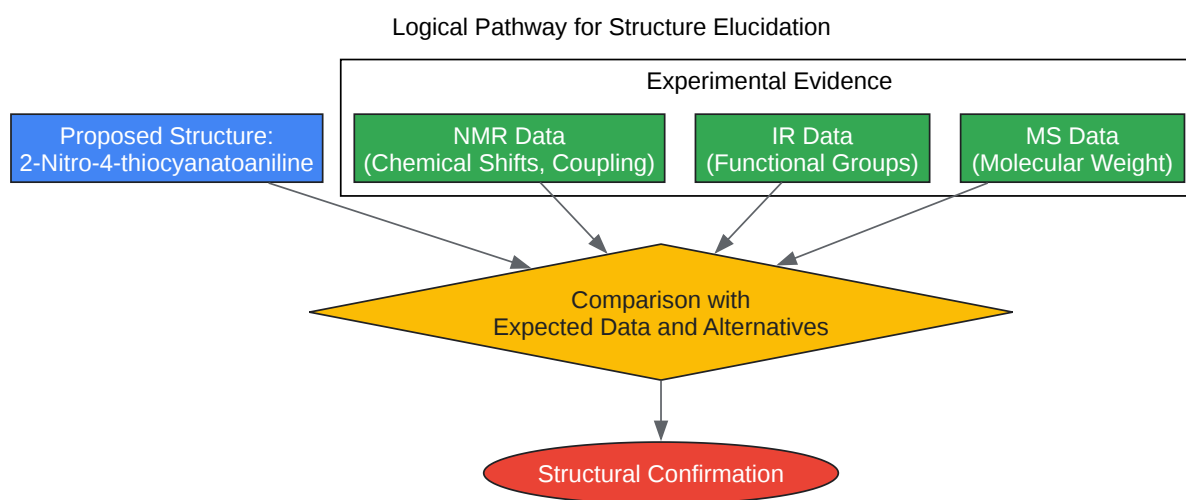 Logical Pathway for Structure Elucidation
Experimental Evidence
Proposed Structure:
2-Nitro-4-thiocyanatoaniline
NMR Data
(Chemical Shifts, Coupling)
IR Data
(Functional Groups)
MS Data
(Molecular Weight)
Comparison with
Expected Data and Alternatives
Structural Confirmation